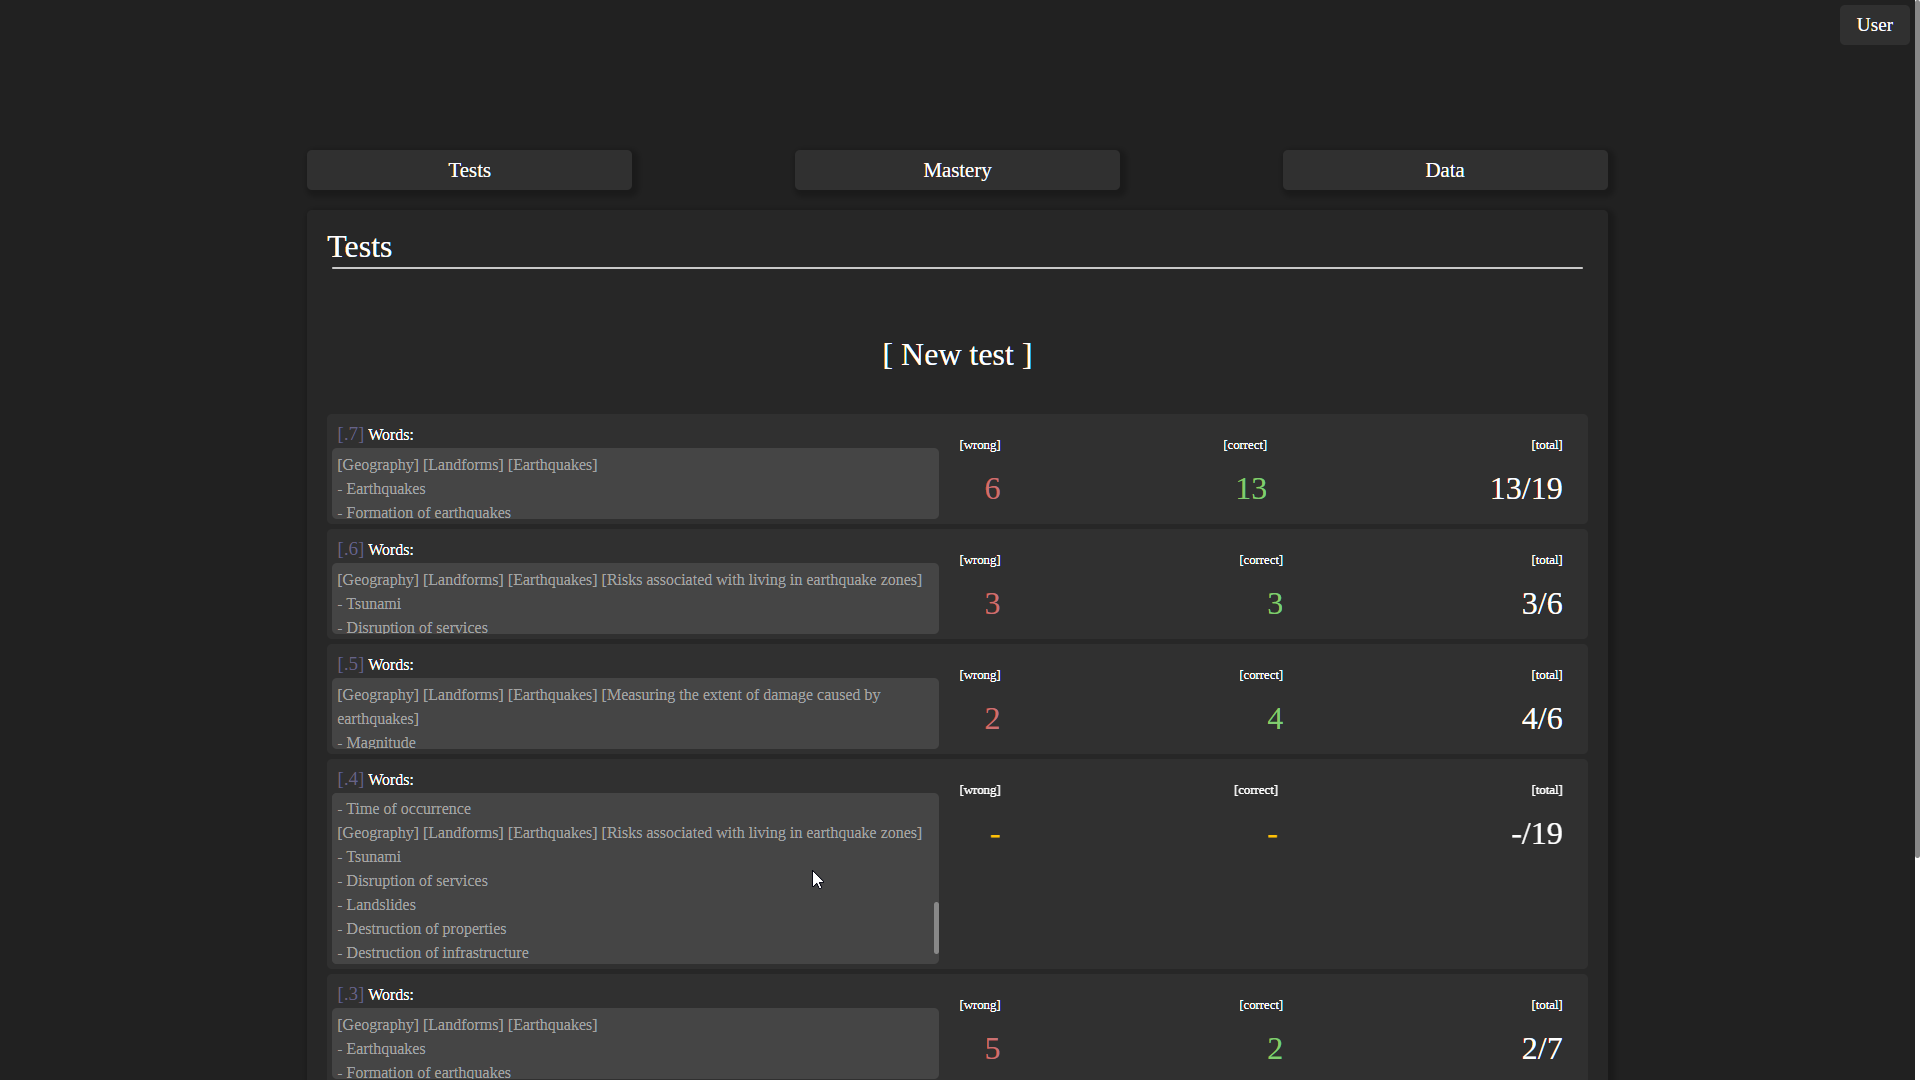 User
Tests
Mastery
Data
Tests
[ New test ]
[.7] Words:
[Geography] [Landforms] [Earthquakes]
- Earthquakes
- Formation of earthquakes
[wrong]
6
[correct]
13
[total]
13/19
[.6] Words:
[Geography] [Landforms] [Earthquakes] [Risks associated with living in earthquake zones]
- Tsunami
- Disruption of services
[wrong]
3
[correct]
3
[total]
3/6
[.5] Words:
[Geography] [Landforms] [Earthquakes] [Measuring the extent of damage caused by
earthquakes]
- Magnitude
[wrong]
2
[correct]
4
[total]
4/6
[.4] Words:
- Time of occurrence
[Geography] [Landforms] [Earthquakes] [Risks associated with living in earthquake zones]
- Tsunami
- Disruption of services
- Landslides
- Destruction of properties
- Destruction of infrastructure
[wrong]
-
[correct]
-
[total]
-/19
[.3] Words:
[Geography] [Landforms] [Earthquakes]
- Earthquakes
- Formation of earthquakes
[wrong]
5
[correct]
2
[total]
2/7